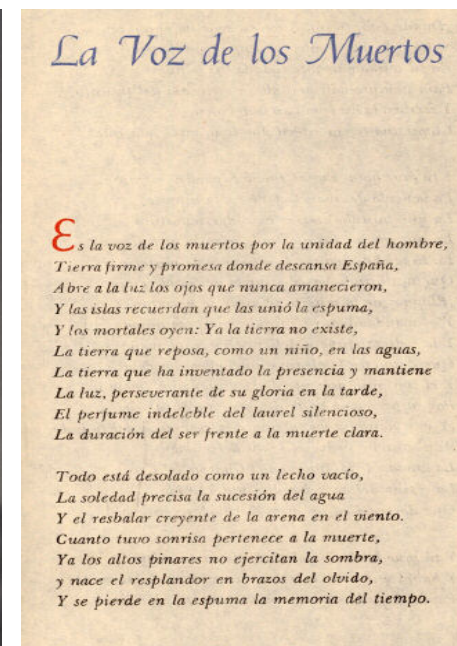 La Voz de los Muertos
Es la voz de los muertos por la unidad del hombre,
Tierra firme y promesa donde descansa España,
Abre a la luz los ojos que nunca amanecieron,
Y las islas recuerdan que las unió la espuma,
Y los mortales oyen: Ya la tierra no existe,
La tierra que reposa, como un niño, en las aguas,
La tierra que ha inventado la presencia y mantiene
La luz, perseverante de su gloria en la tarde,
El perfume indeleble del laurel silencioso,
La duración del ser frente a la muerte clara.
Todo está desolado como un lecho vacío,
La soledad precisa la sucesión del agua
Y el resbalar creyente de la arena en el viento.
Cuanto tuvo sonrisa pertenece a la muerte,
Ya los altos pinares no ejercitan la sombra,
y nace el resplandor en brazos del olvido,
Y se pierde en la espuma la memoria del tiempo.